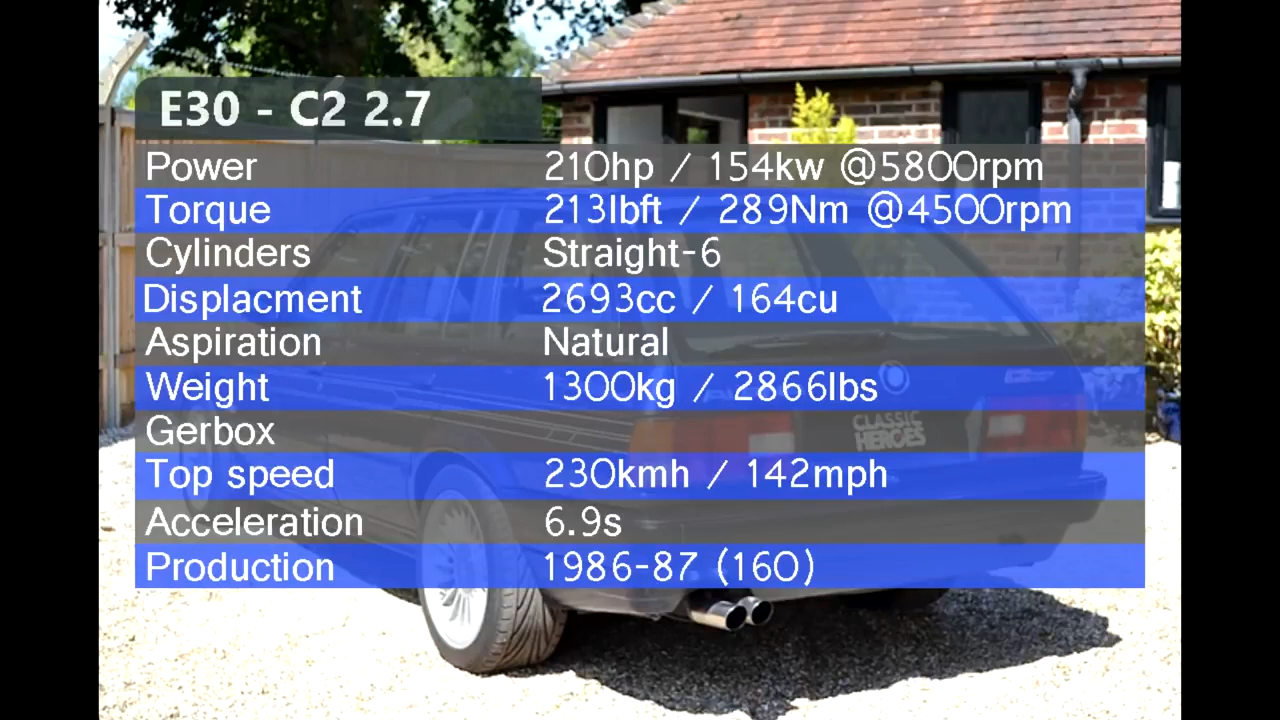 E30 - C2 2.7
Power 210hp / 154kw @5800rpm
Torque 213lbft / 289Nm @4500rpm
Cylinders Straight-6
Displacment 2693cc / 164cu
Aspiration Natural
Weight 1300kg / 2866lbs
Gerbox
CLASSIC
HEROES
Top speed 230kmh / 142mph
Acceleration 6.9s
Production 1986-87 (160)